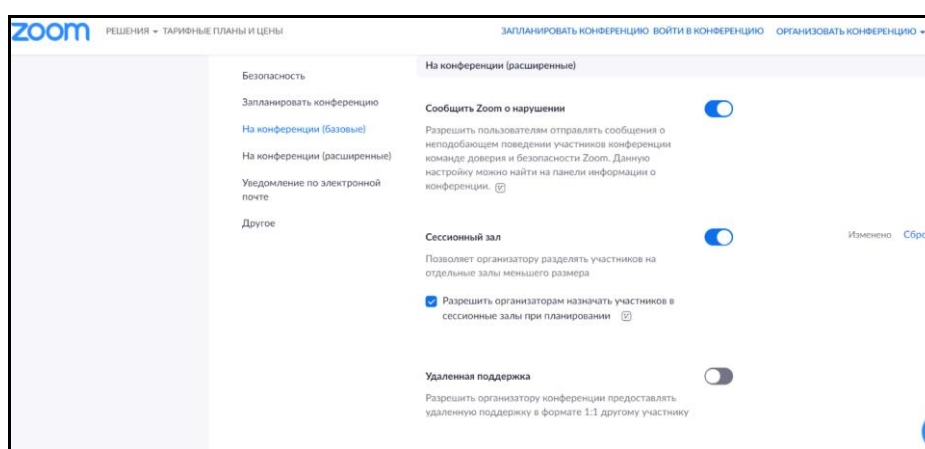 zoom РЕШЕНИЯ ТАРИФНЫЕ ПЛАНЫ И ЦЕНЫ ЗАПЛАНИРОВАТЬ КОНФЕРЕНЦИЮ ВОЙТИ В КОНФЕРЕНЦИЮ ОРГАНИЗОВАТЬ КОНФЕРЕНЦИЮ
Безопасность
Запланировать конференцию
На конференции (базовые)
На конференции (расширенные)
Уведомление по электронной
почте
Другое
На конференции (расширенные)
Сообщить Zoom о нарушении
Разрешить пользователям отправлять сообщения о
неподобающем поведении участников конференции
команде доверия и безопасности Zoom. Данную
настройку можно найти на панели информации о
конференции.
Сессионный зал
Изменено Сбро
Позволяет организатору разделять участников на
отдельные залы меньшего размера
Разрешить организаторам назначать участников в
сессионные залы при планировании
Удаленная поддержка
Разрешить организатору конференции предоставлять
удаленную поддержку в формате 1:1 другому участнику